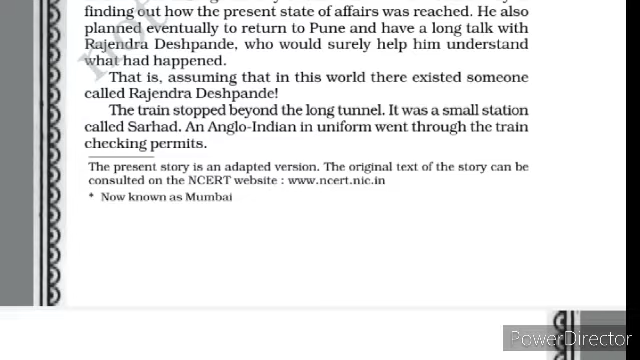 finding out how the present state of affairs was reached. He also
planned eventually to return to Pune and have a long talk with
Rajendra Deshpande, who would surely help him understand
what had happened.
That is, assuming that in this world there existed someone
called Rajendra Deshpande!
The train stopped beyond the long tunnel. It was a small station
called Sarhad. An Anglo-Indian in uniform went through the train
checking permits.
The present story is an adapted version. The original text of the story can be
consulted on the NCERT website : www.ncert.nic.in
* Now known as Mumbai
PowerDirector